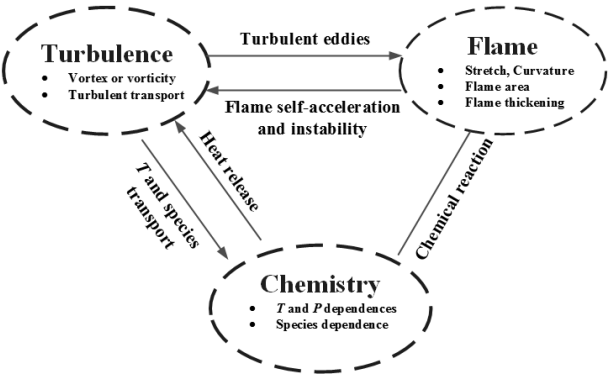 Turbulence
• Vortex or vorticity
• Turbulent transport
Turbulent eddies
Flame
• Stretch, Curvature
• Flame area
• Flame thickening
Flame self-acceleration
and instability
T and species
transport
Heat release
Chemical reaction
Chemistry
• T and P dependences
• Species dependence